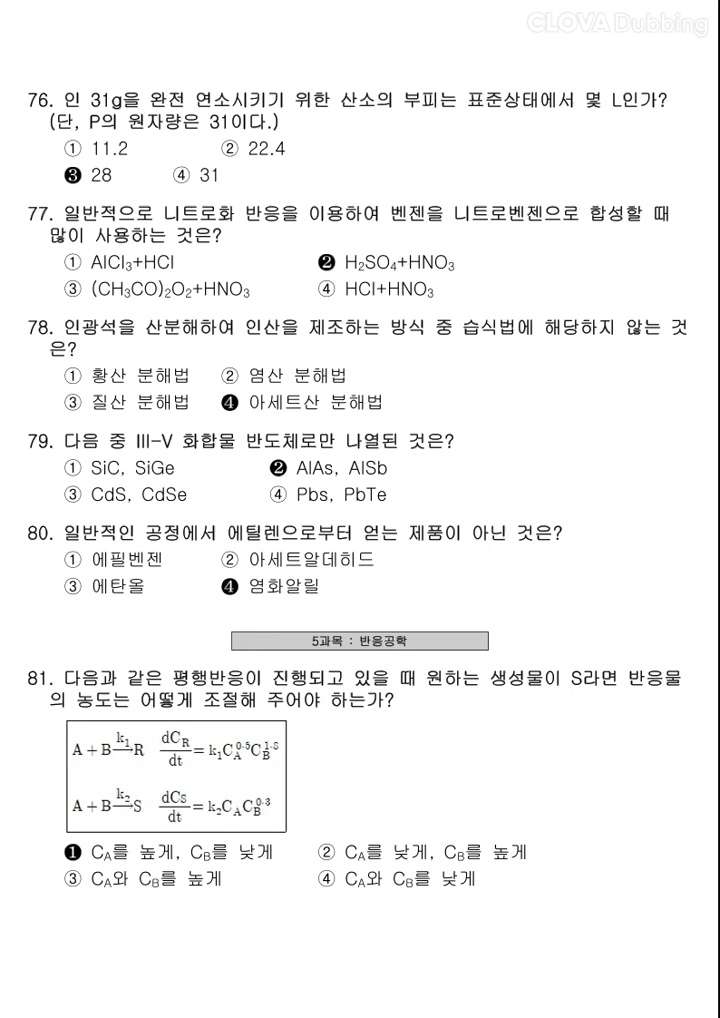 CLOVA Dubbing
76. 인 31g을 완전 연소시키기 위한 산소의 부피는 표준상태에서 몇 L인가?
(단, P의 원자량은 31이다.)
① 11.2 ② 22.4
❸ 28 ④ 31
77. 일반적으로 니트로화 반응을 이용하여 벤젠을 니트로벤젠으로 합성할 때
많이 사용하는 것은?
① AlCl₃+HCl ❷ H₂SO₄+HNO₃
③ (CH₃CO)₂O₂+HNO₃ ④ HCl+HNO₃
78. 인광석을 산분해하여 인산을 제조하는 방식 중 습식법에 해당하지 않는 것
은?
① 황산 분해법 ② 염산 분해법
③ 질산 분해법 ❹ 아세트산 분해법
79. 다음 중 III-V 화합물 반도체로만 나열된 것은?
① SiC, SiGe ❷ AlAs, AlSb
③ CdS, CdSe ④ Pbs, PbTe
80. 일반적인 공정에서 에틸렌으로부터 얻는 제품이 아닌 것은?
① 에필벤젠 ② 아세트알데히드
③ 에탄올 ❹ 염화알릴
5과목 : 반응공학
81. 다음과 같은 평행반응이 진행되고 있을 때 원하는 생성물이 S라면 반응물
의 농도는 어떻게 조절해 주어야 하는가?
A + B —k₁→ R dC_R/dt = k₁C_A^0.5 C_B^1.8
A + B —k₂→ S dCs/dt = k₂C_A C_B^0.3
❶ C_A를 높게, C_B를 낮게 ② C_A를 낮게, C_B를 높게
③ C_A와 C_B를 높게 ④ C_A와 C_B를 낮게